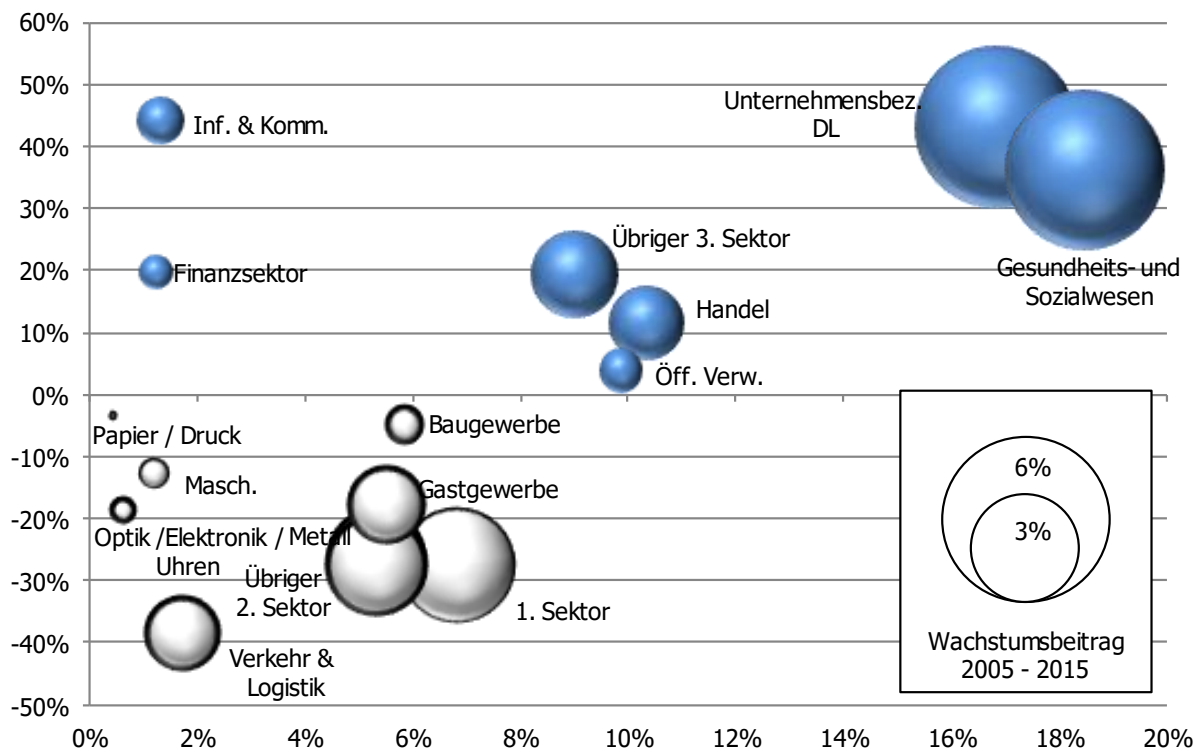 60%
50%
40%
30%
20%
10%
0%
-10%
-20%
-30%
-40%
-50%
0%
2%
4%
6%
8%
10%
12%
14%
16%
18%
20%
Inf. & Komm.
Unternehmensbez.
DL
Gesundheits- und
Sozialwesen
Übriger 3. Sektor
Finanzsektor
Handel
Öff. Verw.
Papier / Druck
Baugewerbe
Masch.
Gastgewerbe
Optik /Elektronik / Metall
Uhren
Übriger
2. Sektor
1. Sektor
Verkehr &
Logistik
6%
3%
Wachstumsbeitrag
2005 - 2015